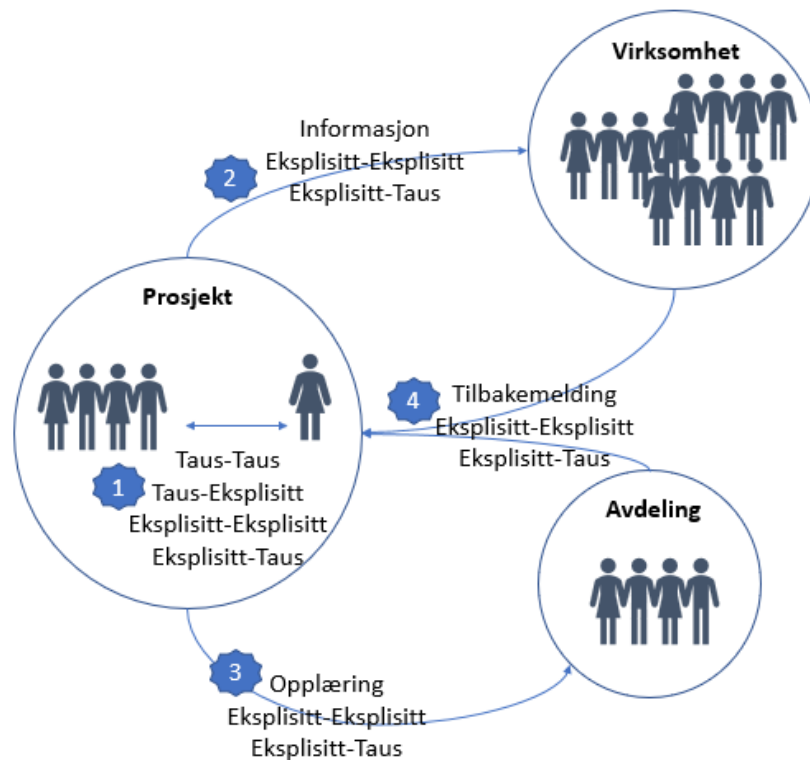 Virksomhet
Informasjon
2
Eksplisitt-Eksplisitt
Eksplisitt-Taus
Prosjekt
4
Tilbakemelding
Eksplisitt-Eksplisitt
Eksplisitt-Taus
Taus-Taus
1
Taus-Eksplisitt
Eksplisitt-Eksplisitt
Eksplisitt-Taus
Avdeling
3
Opplæring
Eksplisitt-Eksplisitt
Eksplisitt-Taus